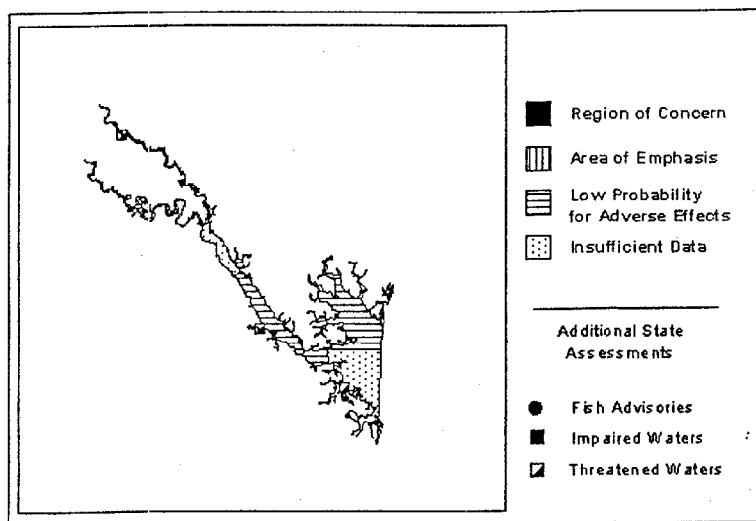 Region of Concern
Area of Emphasis
Low Probability
for Adverse Effects
Insufficient Data
Additional State
Assessments
Fish Advisories
Impaired Waters
Threatened Waters